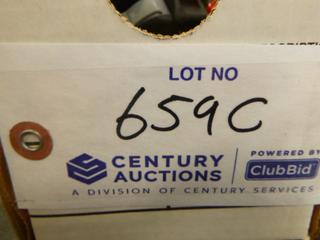 LOT NO
659C
CENTURY
AUCTIONS
POWERED BY
ClubBid
A DIVISION OF CENTURY SERVICES